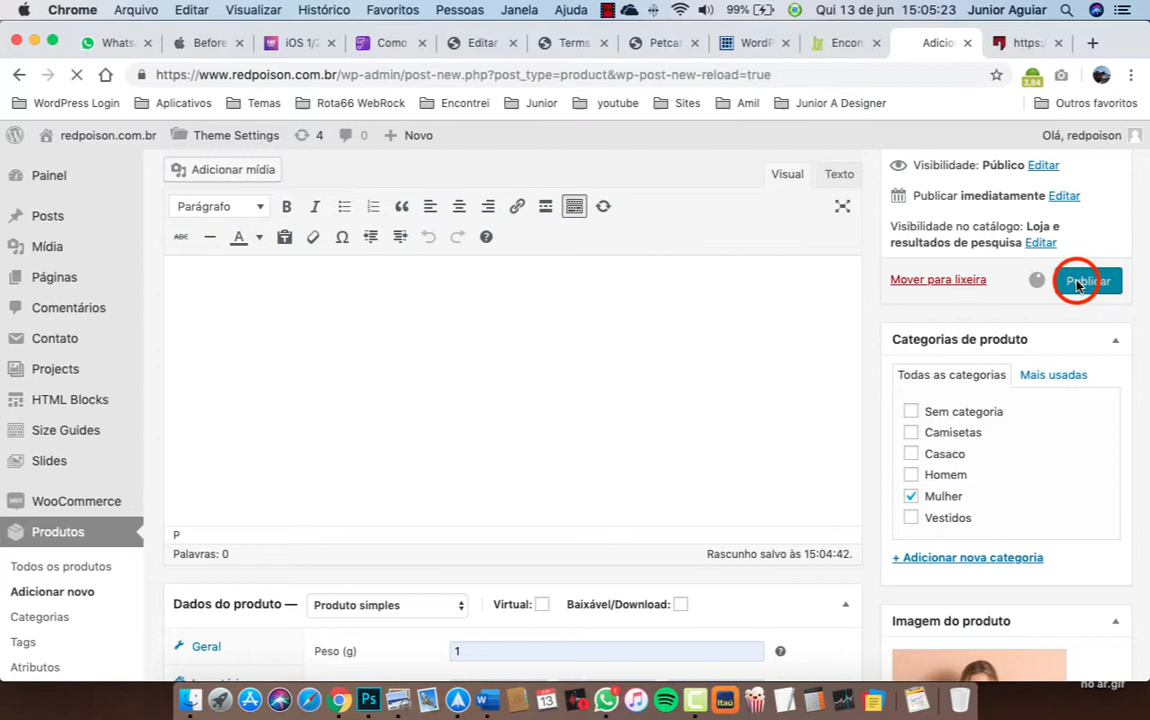 Chrome Arquivo Editar Visualizar Histórico Favoritos Pessoas Janela Ajuda 99% Qui 13 de jun 15:05:23 Junior Aguiar
Whats Before iOS 1/2 Como Editar Terms Petcar WordP Encon Adicio https:/
https://www.redpoison.com.br/wp-admin/post-new.php?post_type=product&wp-post-new-reload=true 3,84
WordPress Login Aplicativos Temas Rota66 WebRock Encontrei Junior youtube Sites Amil Junior A Designer Outros favoritos
redpoison.com.br Theme Settings 4 0 Novo Olá, redpoison
Painel
Posts
Mídia
Páginas
Comentários
Contato
Projects
HTML Blocks
Size Guides
Slides
WooCommerce
Produtos
Todos os produtos
Adicionar novo
Categorias
Tags
Atributos
Adicionar mídia
Visual Texto
Parágrafo B I
ABC A
P
Palavras: 0 Rascunho salvo às 15:04:42.
Dados do produto — Produto simples Virtual: Baixável/Download:
Geral
Peso (g) 1
Visibilidade: Público Editar
Publicar imediatamente Editar
Visibilidade no catálogo: Loja e
resultados de pesquisa Editar
Mover para lixeira Publicar
Categorias de produto
Todas as categorias Mais usadas
Sem categoria
Camisetas
Casaco
Homem
Mulher
Vestidos
+ Adicionar nova categoria
Imagem do produto
no ar.gif